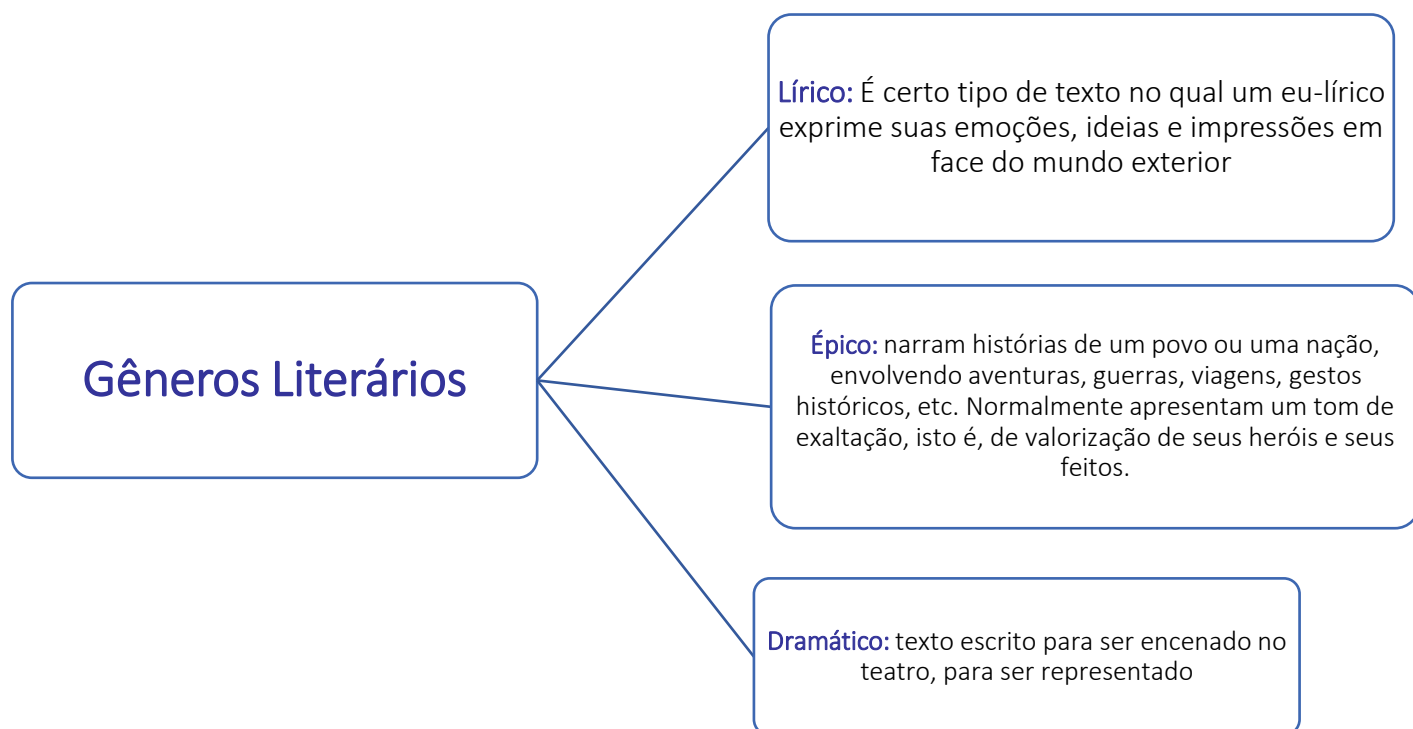 Gêneros Literários
Lírico: É certo tipo de texto no qual um eu-lírico
exprime suas emoções, ideias e impressões em
face do mundo exterior
Épico: narram histórias de um povo ou uma nação,
envolvendo aventuras, guerras, viagens, gestos
históricos, etc. Normalmente apresentam um tom de
exaltação, isto é, de valorização de seus heróis e seus
feitos.
Dramático: texto escrito para ser encenado no
teatro, para ser representado